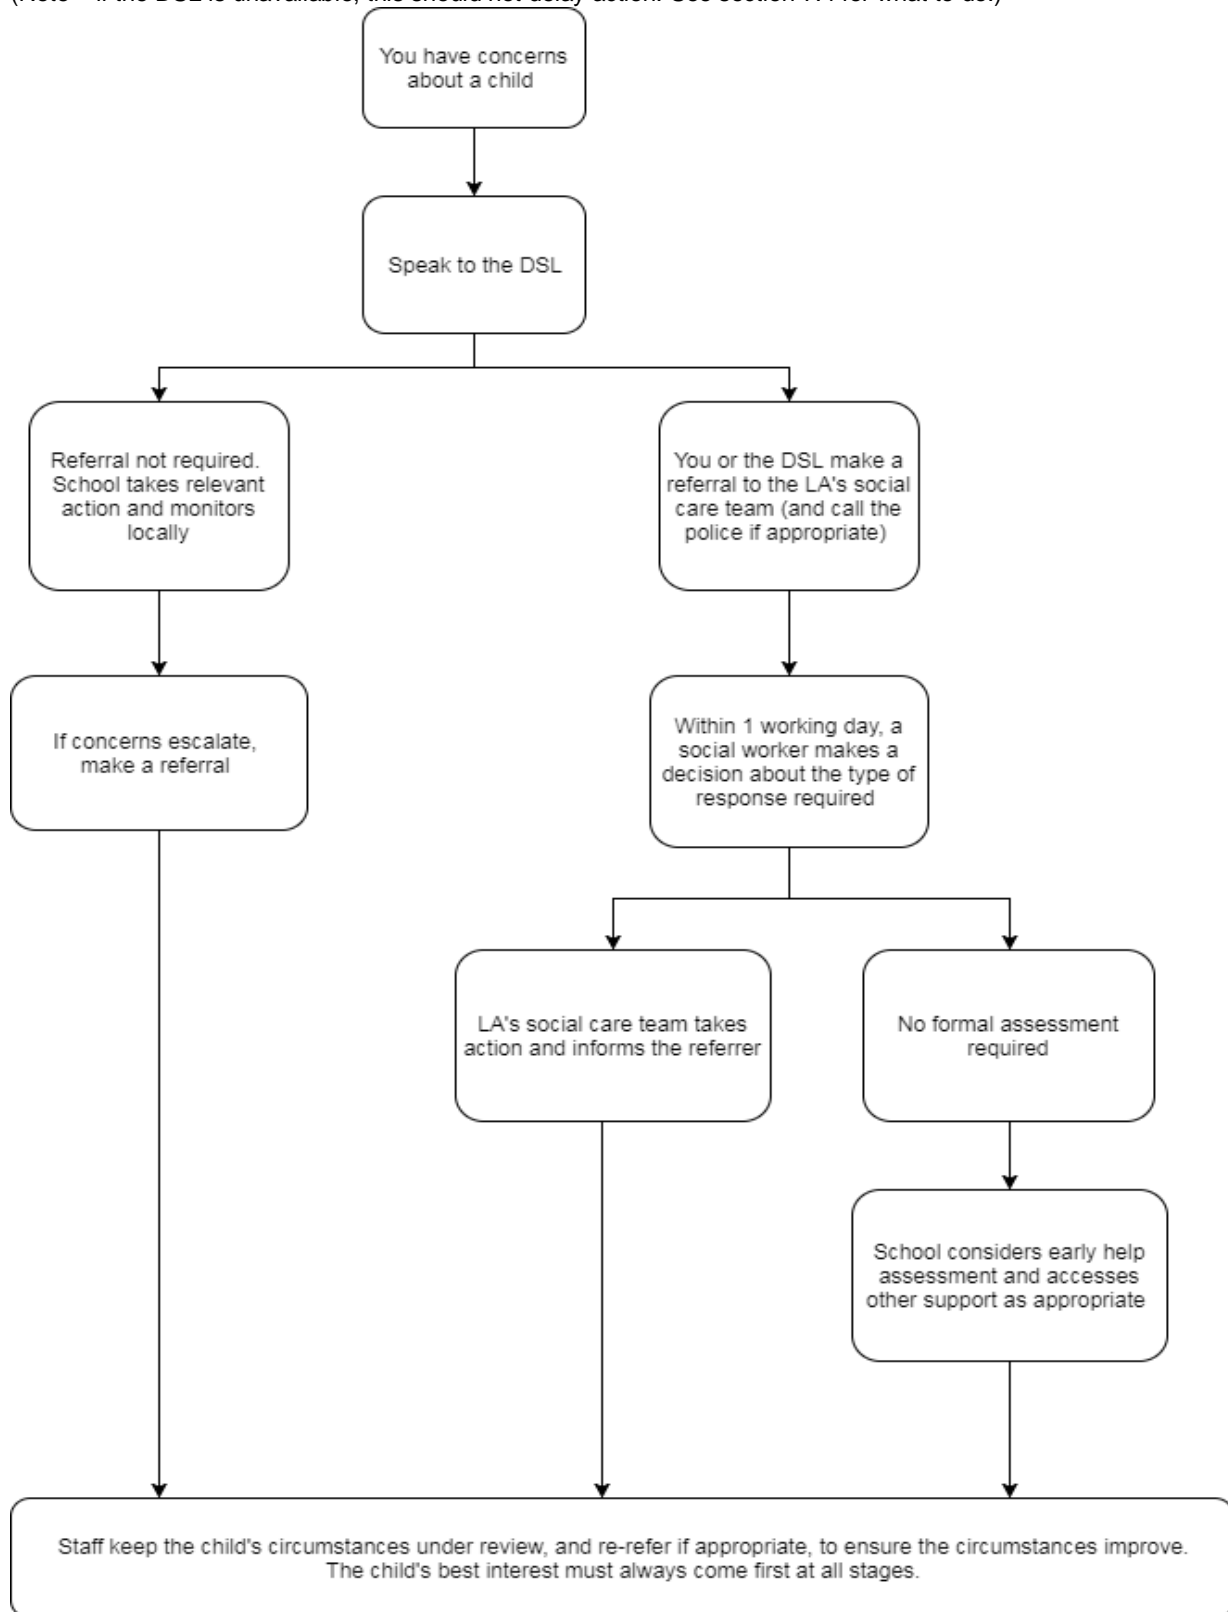 You have concerns
about a child
Speak to the DSL
Referral not required.
School takes relevant
action and monitors
locally
You or the DSL make a
referral to the LA's social
care team (and call the
police if appropriate)
If concerns escalate,
make a referral
Within 1 working day, a
social worker makes a
decision about the type of
response required
LA's social care team takes
action and informs the referrer
No formal assessment
required
School considers early help
assessment and accesses
other support as appropriate
Staff keep the child's circumstances under review, and re-refer if appropriate, to ensure the circumstances improve.
The child's best interest must always come first at all stages.